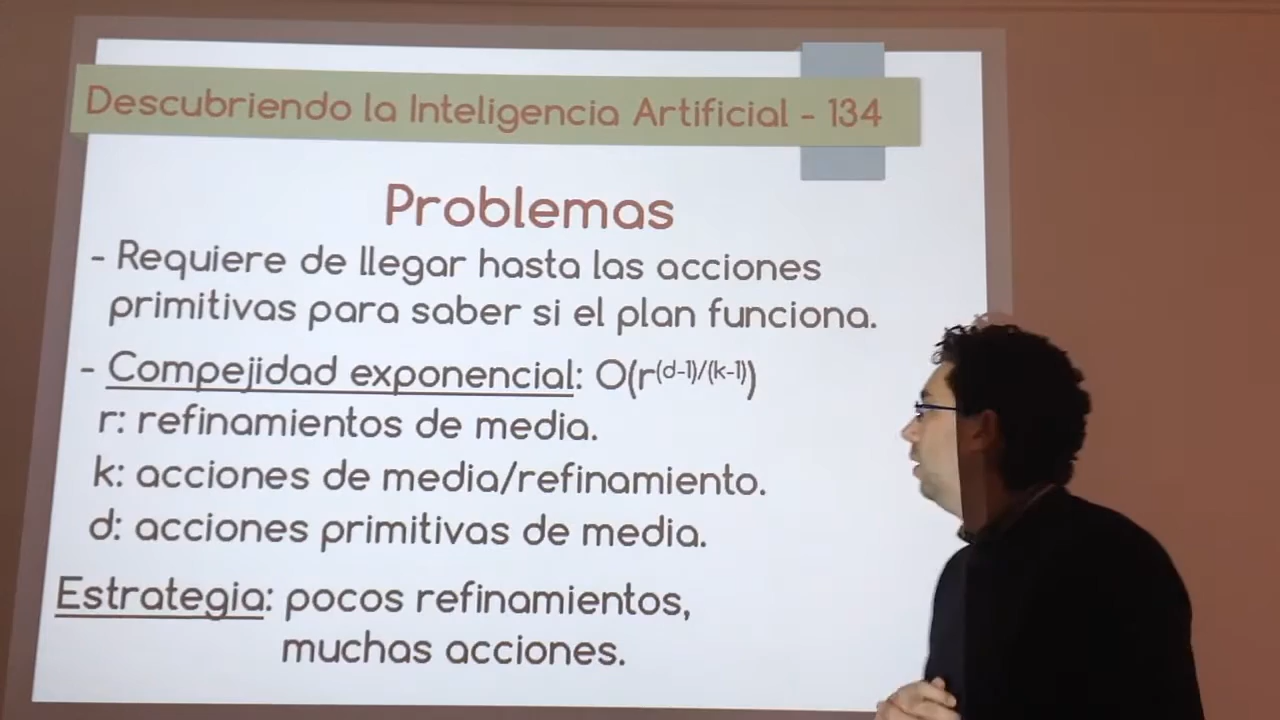 Descubriendo la Inteligencia Artificial - 134
Problemas
- Requiere de llegar hasta las acciones
primitivas para saber si el plan funciona.
- Compejidad exponencial: O(r^(d-1)/(k-1))
r: refinamientos de media.
k: acciones de media/refinamiento.
d: acciones primitivas de media.
Estrategia: pocos refinamientos,
muchas acciones.